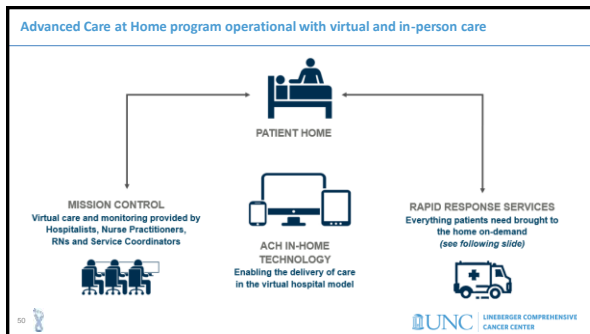 Advanced Care at Home program operational with virtual and in-person care
PATIENT HOME
MISSION CONTROL
Virtual care and monitoring provided by
Hospitalists, Nurse Practitioners,
RNs and Service Coordinators
ACH IN-HOME
TECHNOLOGY
Enabling the delivery of care
in the virtual hospital model
RAPID RESPONSE SERVICES
Everything patients need brought to
the home on-demand
(see following slide)
50
UNC
LINEBERGER COMPREHENSIVE
CANCER CENTER